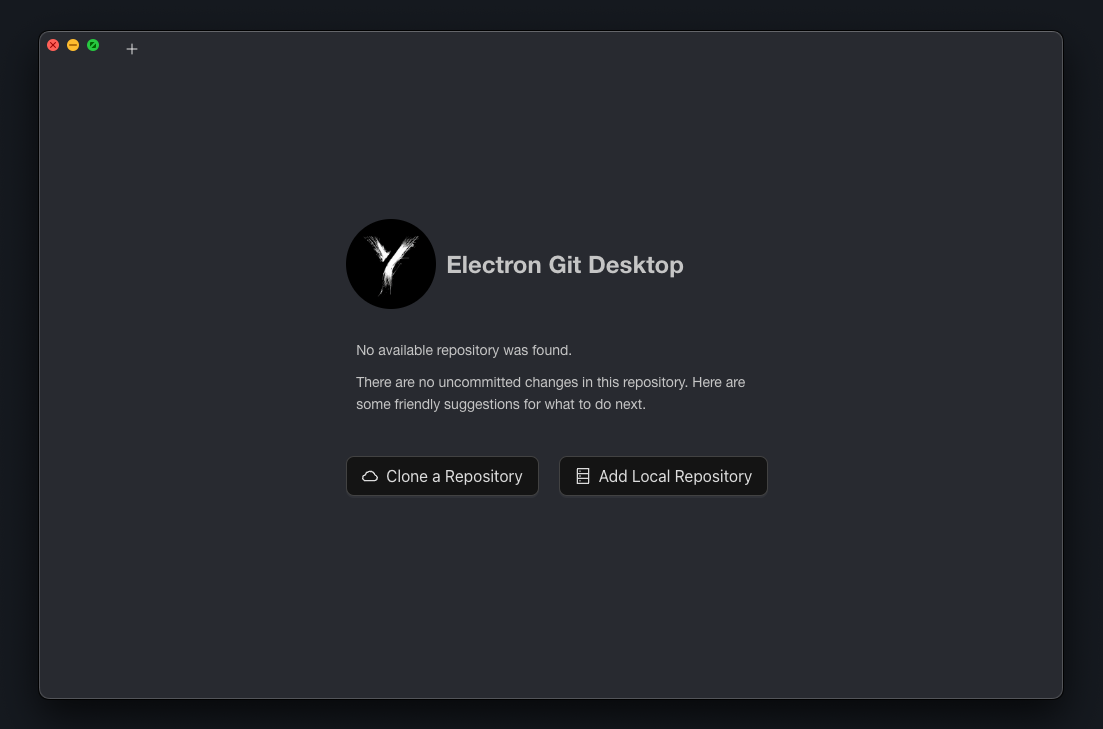 Electron Git Desktop
No available repository was found.
There are no uncommitted changes in this repository. Here are
some friendly suggestions for what to do next.
Clone a Repository
Add Local Repository